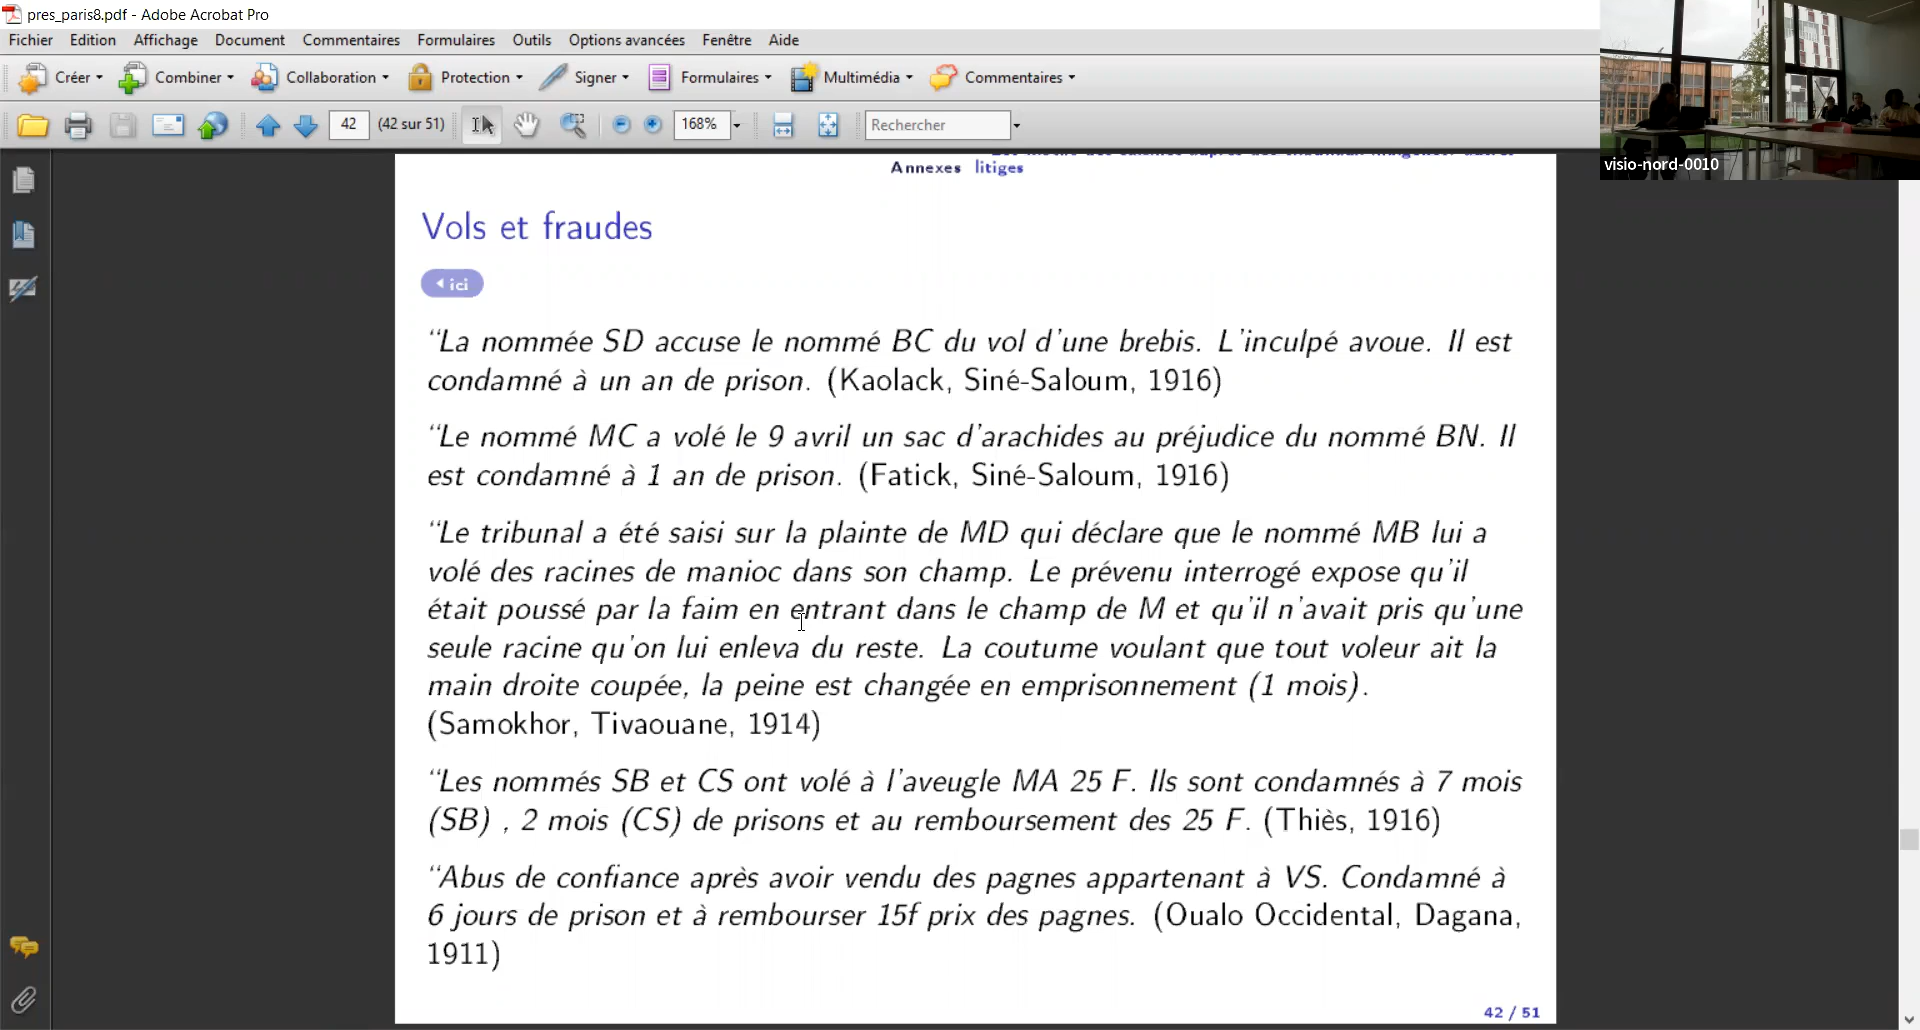 pres_paris8.pdf - Adobe Acrobat Pro
Fichier Edition Affichage Document Commentaires Formulaires Outils Options avancées Fenêtre Aide
Créer Combiner Collaboration Protection Signer Formulaires Multimédia Commentaires
42 (42 sur 51) 168% Rechercher
visio-nord-0010
Annexes litiges
Vols et fraudes
ici
“La nommée SD accuse le nommé BC du vol d'une brebis. L'inculpé avoue. Il est
condamné à un an de prison. (Kaolack, Siné-Saloum, 1916)
“Le nommé MC a volé le 9 avril un sac d'arachides au préjudice du nommé BN. Il
est condamné à 1 an de prison. (Fatick, Siné-Saloum, 1916)
“Le tribunal a été saisi sur la plainte de MD qui déclare que le nommé MB lui a
volé des racines de manioc dans son champ. Le prévenu interrogé expose qu'il
était poussé par la faim en entrant dans le champ de M et qu'il n'avait pris qu'une
seule racine qu'on lui enleva du reste. La coutume voulant que tout voleur ait la
main droite coupée, la peine est changée en emprisonnement (1 mois).
(Samokhor, Tivaouane, 1914)
“Les nommés SB et CS ont volé à l'aveugle MA 25 F. Ils sont condamnés à 7 mois
(SB) , 2 mois (CS) de prisons et au remboursement des 25 F. (Thiès, 1916)
“Abus de confiance après avoir vendu des pagnes appartenant à VS. Condamné à
6 jours de prison et à rembourser 15f prix des pagnes. (Oualo Occidental, Dagana,
1911)
42 / 51